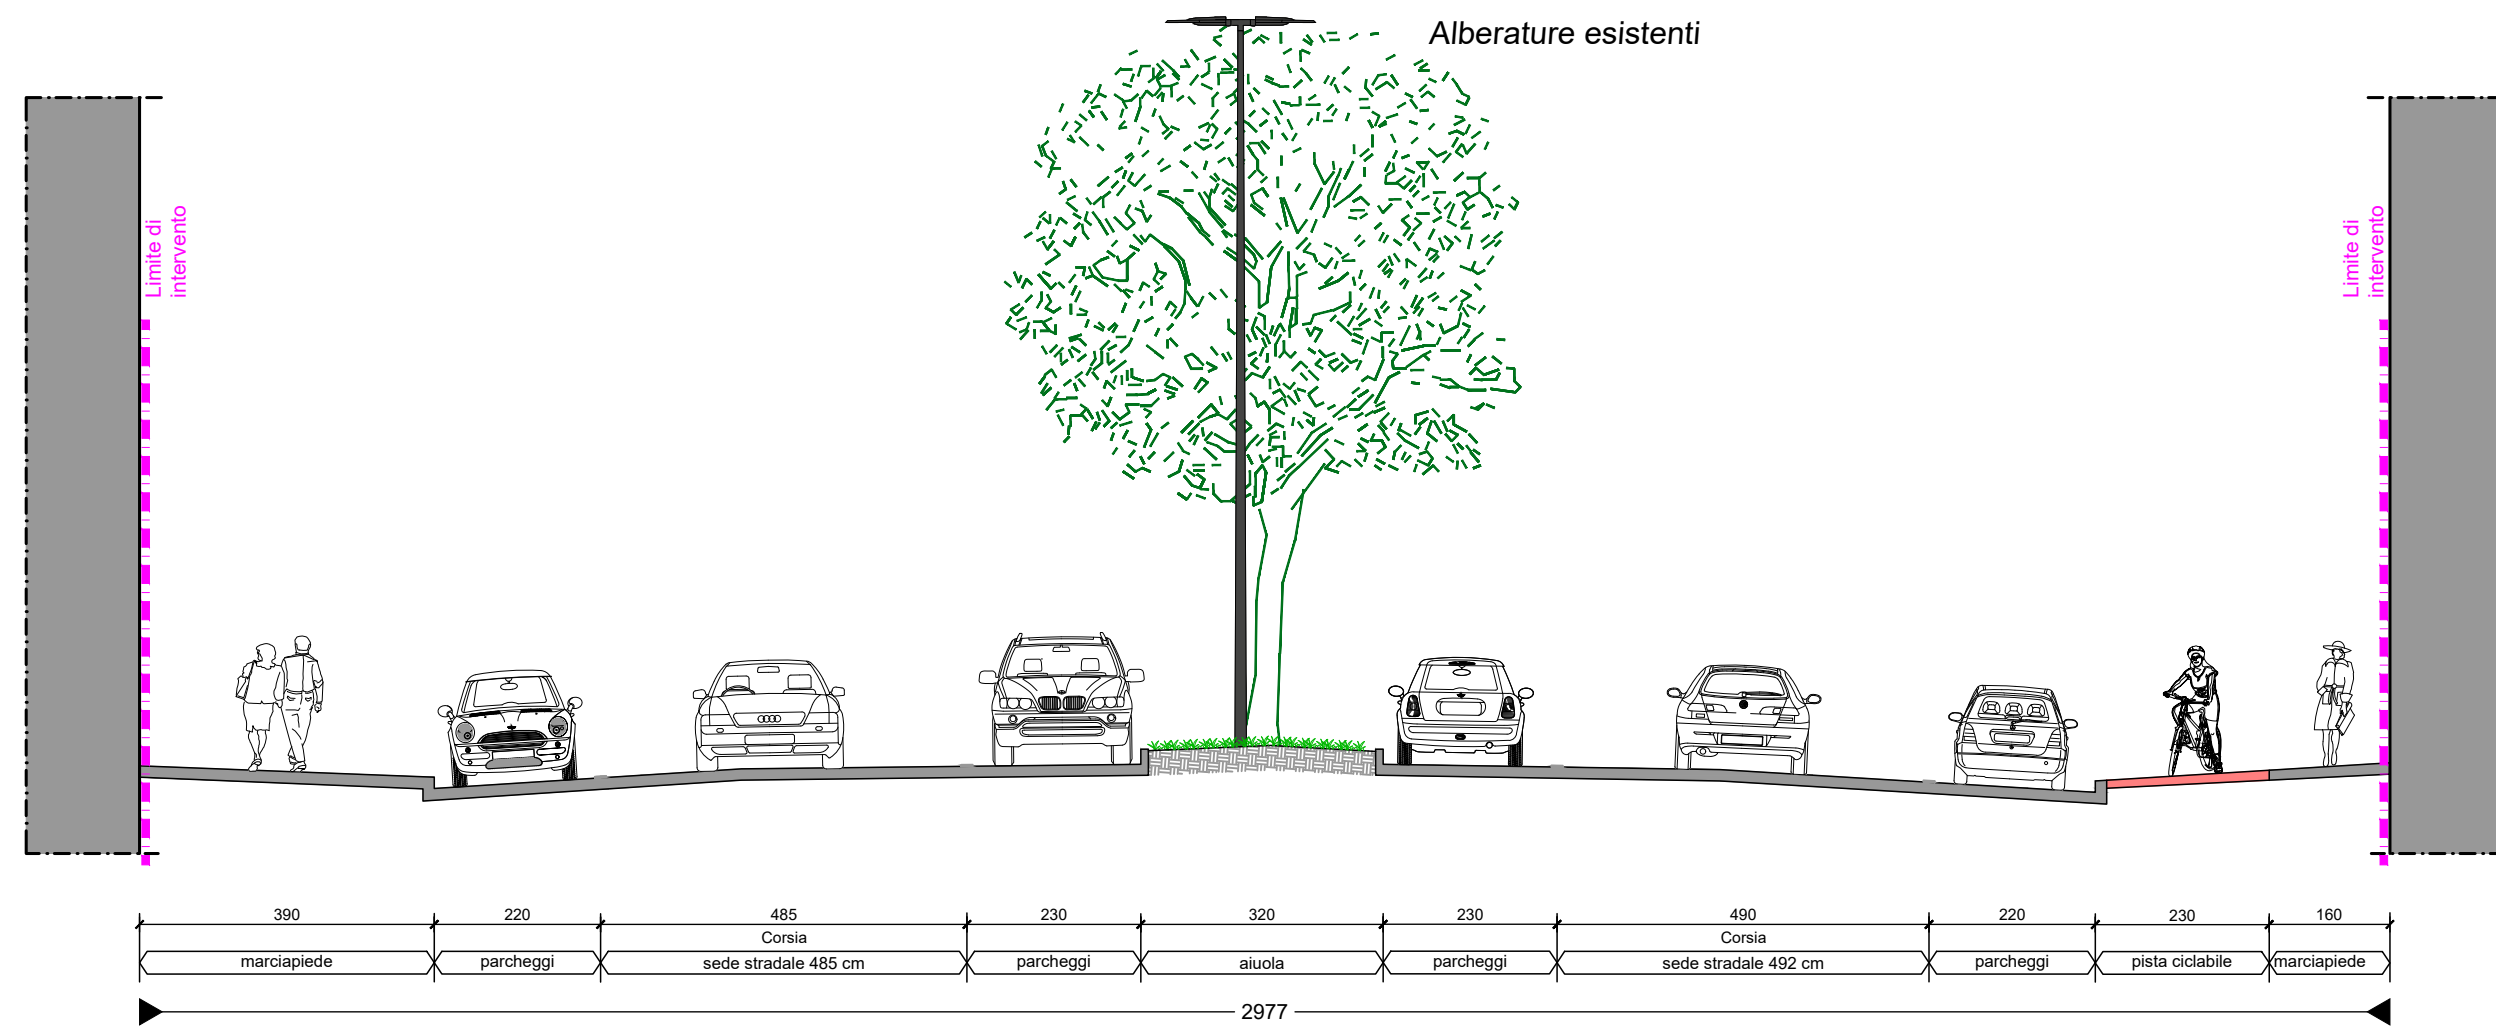 Alberature esistenti
Limite di
intervento
Limite di
intervento
390
220
485
230
320
230
490
220
230
160
Corsia
Corsia
marciapiede
parcheggi
sede stradale 485 cm
parcheggi
aiuola
parcheggi
sede stradale 492 cm
parcheggi
pista ciclabile
marciapiede
2977